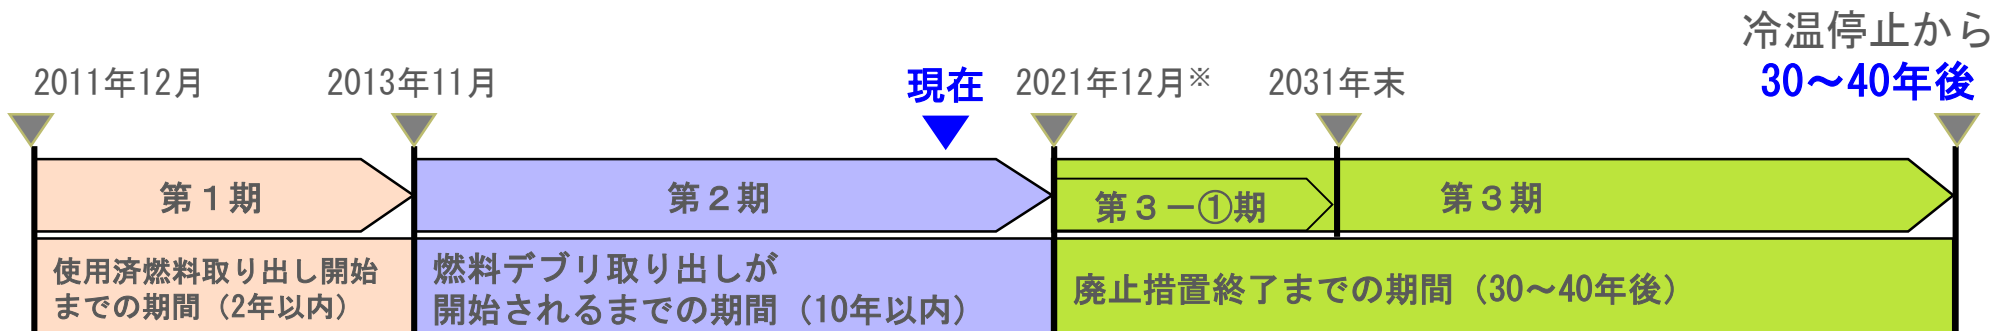 冷温停止から
2011年12月
2013年11月
現在
2021年12月※
2031年末
30～40年後
第１期
第２期
第３－①期
第３期
使用済燃料取り出し開始
までの期間（2年以内）
燃料デブリ取り出しが
開始されるまでの期間（10年以内）
廃止措置終了までの期間（30～40年後）